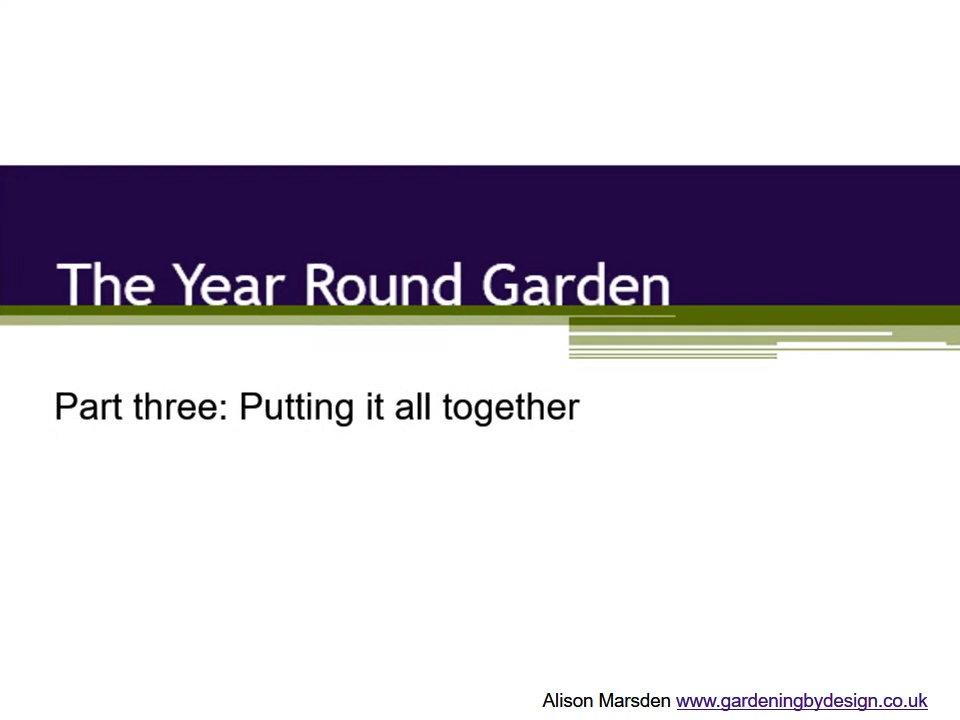 The Year Round Garden
Part three: Putting it all together
Alison Marsden www.gardeningbydesign.co.uk